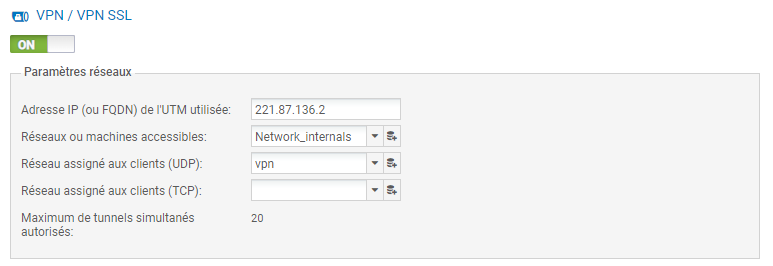 VPN / VPN SSL
ON
Paramètres réseaux
Adresse IP (ou FQDN) de l'UTM utilisée: 221.87.136.2
Réseaux ou machines accessibles: Network_internals
Réseau assigné aux clients (UDP): vpn
Réseau assigné aux clients (TCP):
Maximum de tunnels simultanés 20
autorisés: